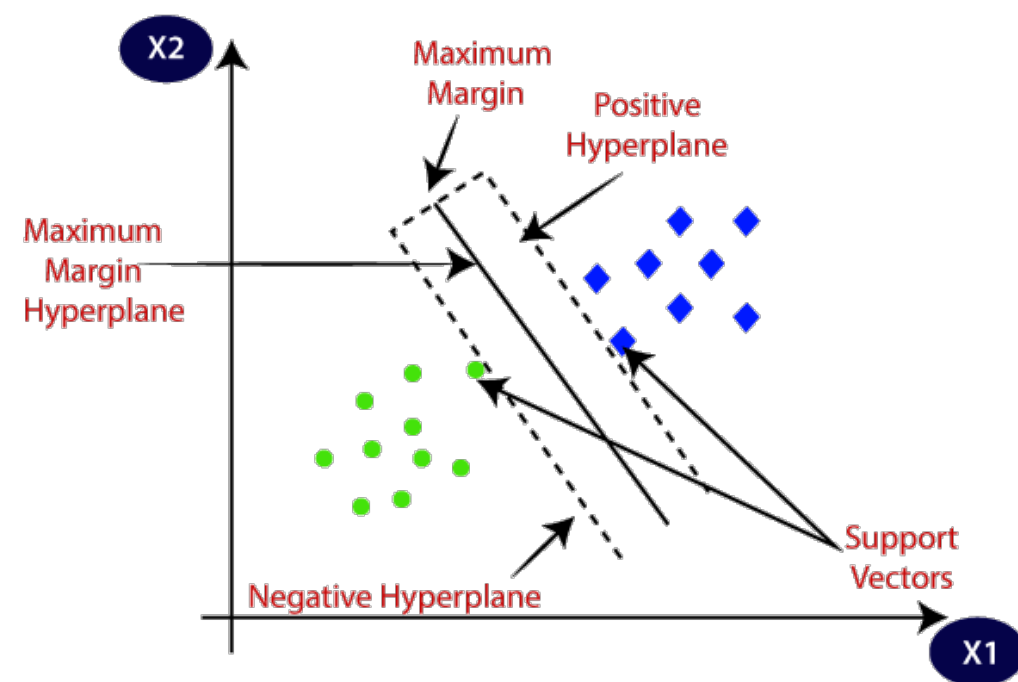 X2
Maximum
Margin
Positive
Hyperplane
Maximum
Margin
Hyperplane
Support
Vectors
Negative Hyperplane
X1